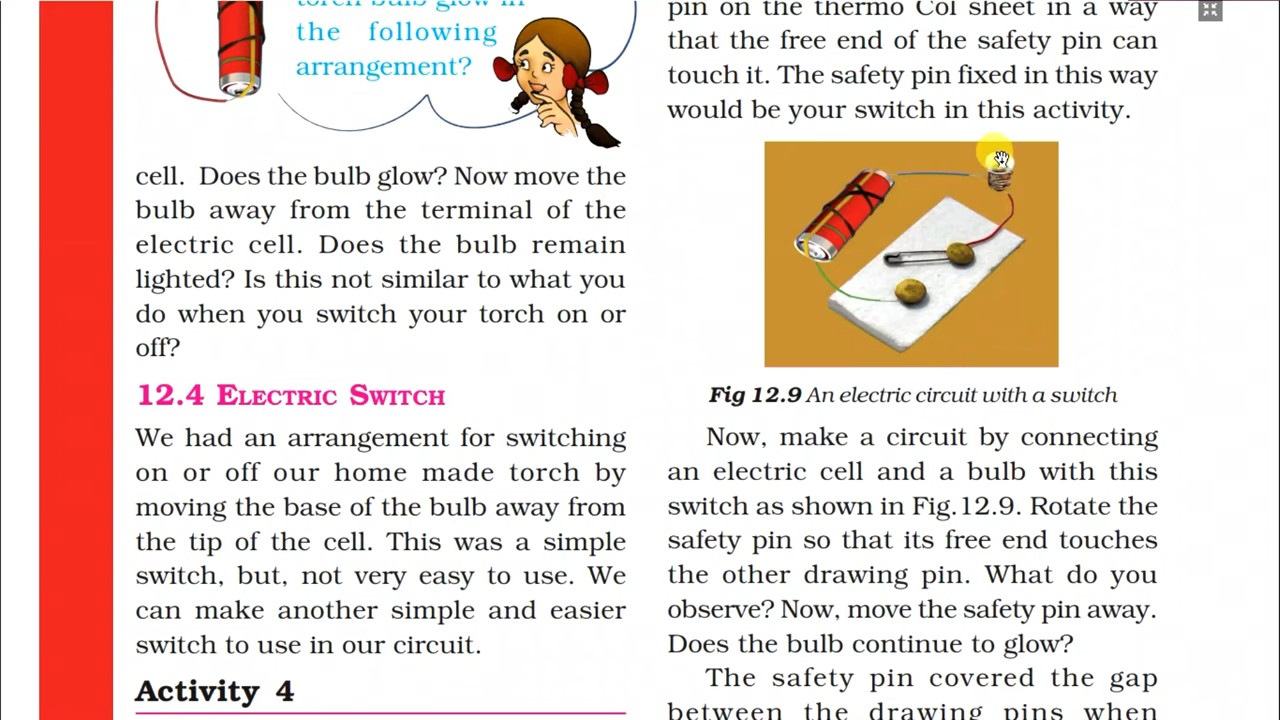 torch bulb glow in
the following
arrangement?
cell. Does the bulb glow? Now move the
bulb away from the terminal of the
electric cell. Does the bulb remain
lighted? Is this not similar to what you
do when you switch your torch on or
off?
12.4 ELECTRIC SWITCH
We had an arrangement for switching
on or off our home made torch by
moving the base of the bulb away from
the tip of the cell. This was a simple
switch, but, not very easy to use. We
can make another simple and easier
switch to use in our circuit.
Activity 4
pin on the thermo Col sheet in a way
that the free end of the safety pin can
touch it. The safety pin fixed in this way
would be your switch in this activity.
Fig 12.9 An electric circuit with a switch
Now, make a circuit by connecting
an electric cell and a bulb with this
switch as shown in Fig.12.9. Rotate the
safety pin so that its free end touches
the other drawing pin. What do you
observe? Now, move the safety pin away.
Does the bulb continue to glow?
The safety pin covered the gap
between the drawing pins when